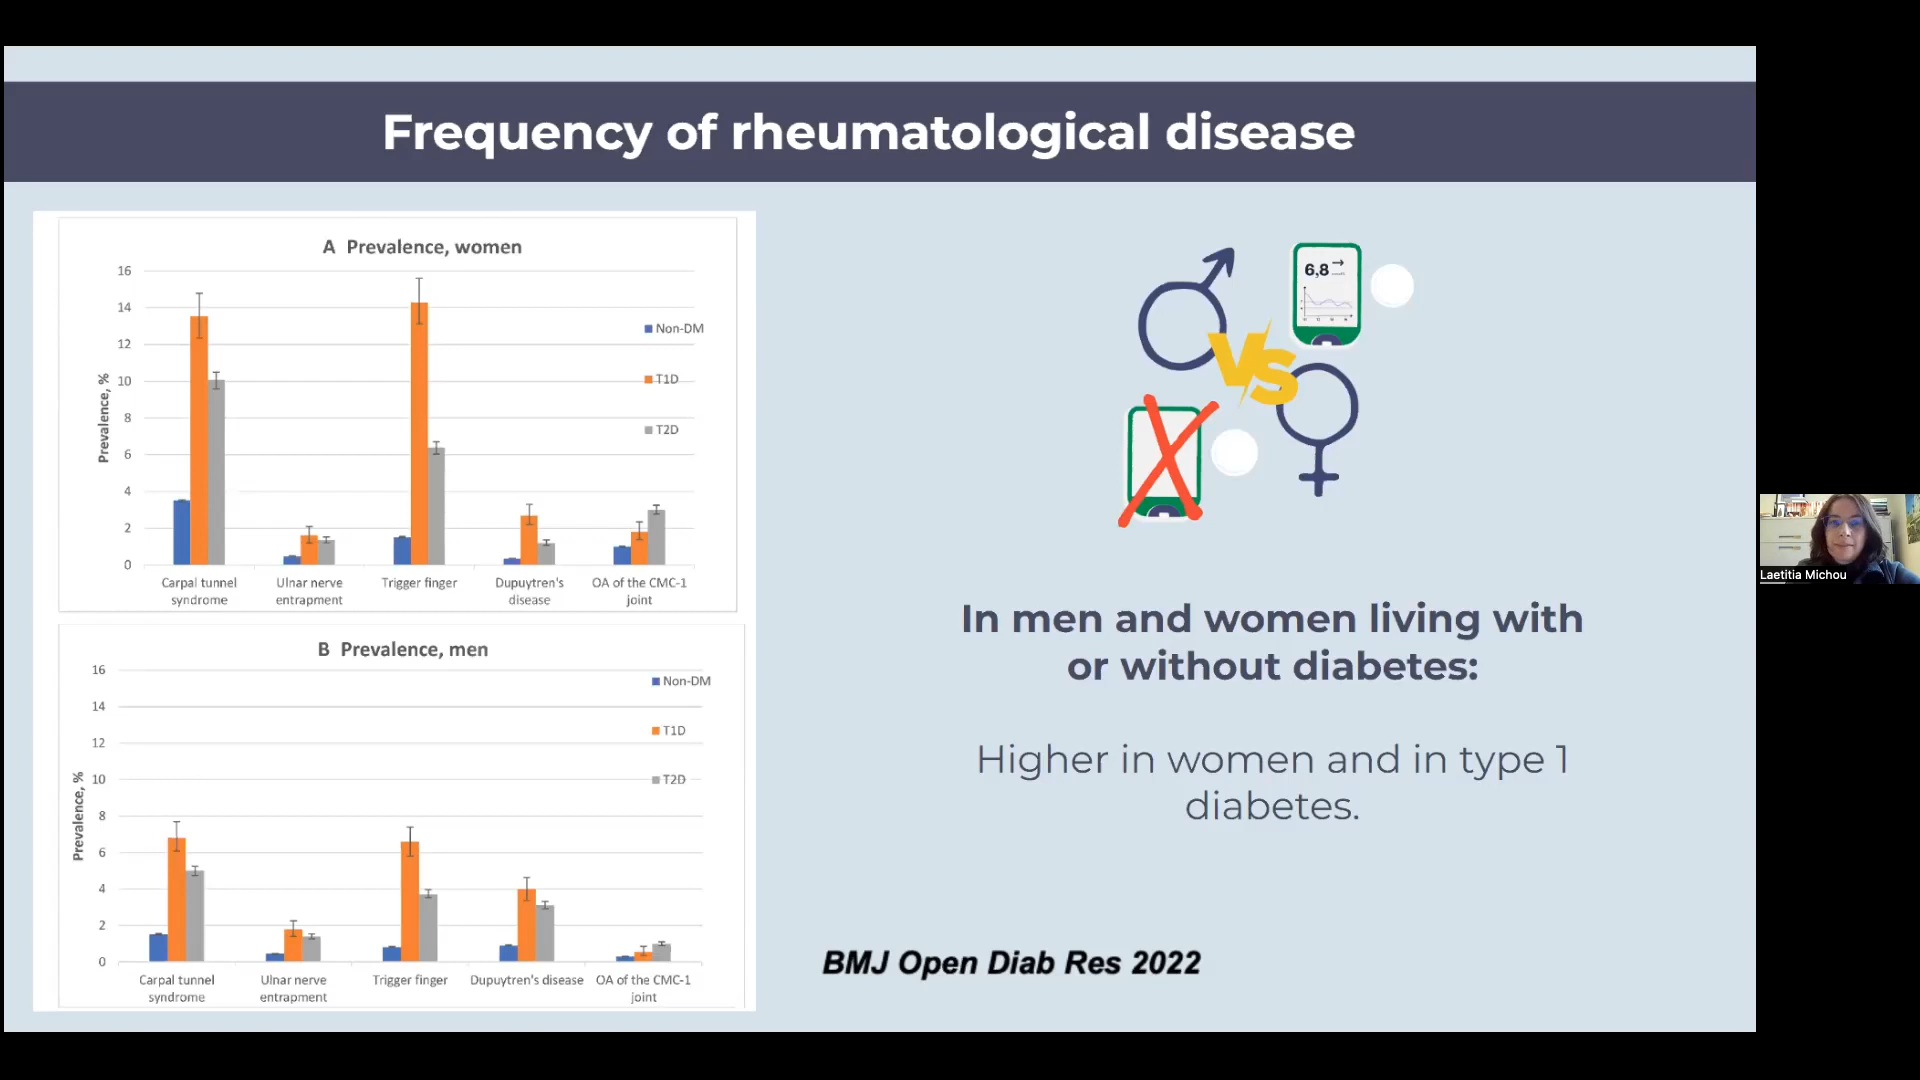 Frequency of rheumatological disease
A Prevalence, women
16
14
12
10
8
6
4
2
0
Prevalence, %
Non-DM
T1D
T2D
Carpal tunnel
syndrome
Ulnar nerve
entrapment
Trigger finger
Dupuytren's
disease
OA of the CMC-1
joint
B Prevalence, men
16
14
12
10
8
6
4
2
0
Prevalence, %
Non-DM
T1D
T2D
Carpal tunnel
syndrome
Ulnar nerve
entrapment
Trigger finger
Dupuytren's disease
OA of the CMC-1
joint
6,8
VS
In men and women living with
or without diabetes:
Higher in women and in type 1
diabetes.
BMJ Open Diab Res 2022
Laetitia Michou